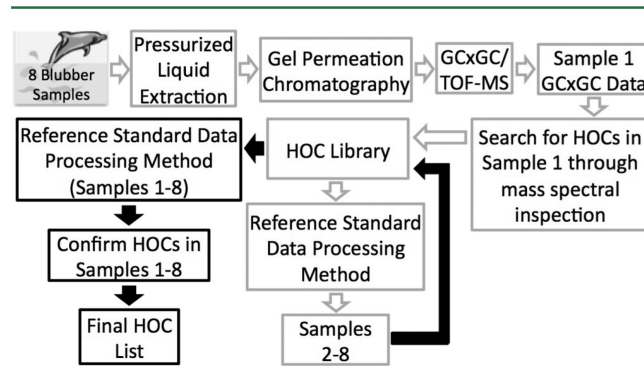 8 Blubber
Samples
Pressurized
Liquid
Extraction
Gel Permeation
Chromatography
GCxGC/
TOF-MS
Sample 1
GCxGC Data
Search for HOCs in
Sample 1 through
mass spectral
inspection
HOC Library
Reference Standard Data
Processing Method
(Samples 1-8)
Confirm HOCs in
Samples 1-8
Final HOC
List
Reference Standard
Data Processing
Method
Samples
2-8